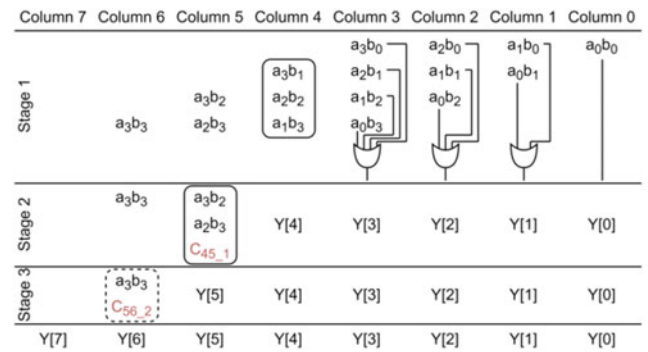 Column 7 Column 6 Column 5 Column 4 Column 3 Column 2 Column 1 Column 0
Stage 1
a₃b₀ a₂b₀ a₁b₀ a₀b₀
a₃b₁ a₂b₁ a₁b₁ a₀b₁
a₃b₂ a₂b₂ a₁b₂ a₀b₂
a₃b₃ a₂b₃ a₁b₃ a₀b₃
Stage 2
a₃b₃ a₃b₂
a₂b₃ Y[4] Y[3] Y[2] Y[1] Y[0]
C₄₅_₁
Stage 3
a₃b₃
C₅₆_₂ Y[5] Y[4] Y[3] Y[2] Y[1] Y[0]
Y[7] Y[6] Y[5] Y[4] Y[3] Y[2] Y[1] Y[0]